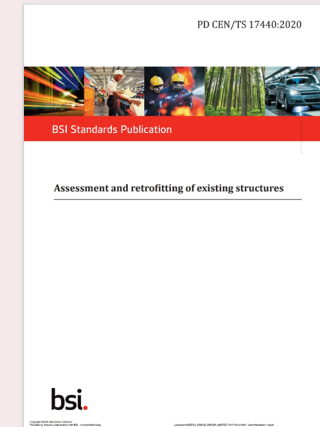 PD CEN/TS 17440:2020
BSI Standards Publication
Assessment and retrofitting of existing structures
bsi.